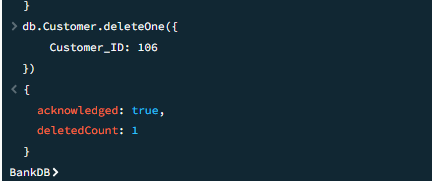 }
> db.Customer.deleteOne({
Customer_ID: 106
})
< {
acknowledged: true,
deletedCount: 1
}
BankDB>